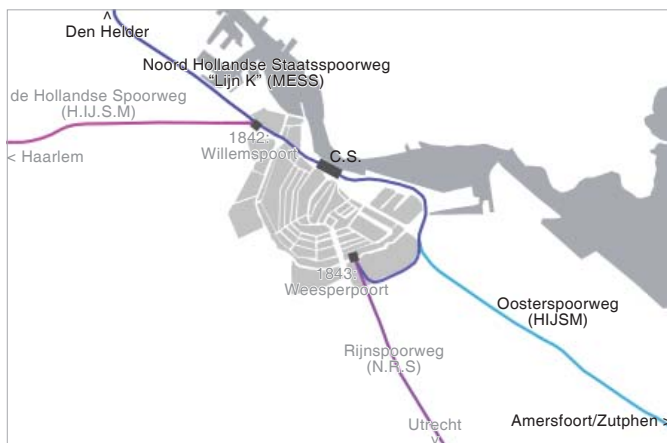 ^
Den Helder
Noord Hollandse Staatsspoorweg
“Lijn K” (MESS)
de Hollandse Spoorweg
(H.IJ.S.M)
1842:
Willemspoort
C.S.
< Haarlem
1843:
Weesperpoort
Oosterspoorweg
(HIJSM)
Rijnspoorweg
(N.R.S)
Utrecht
v
Amersfoort/Zutphen >